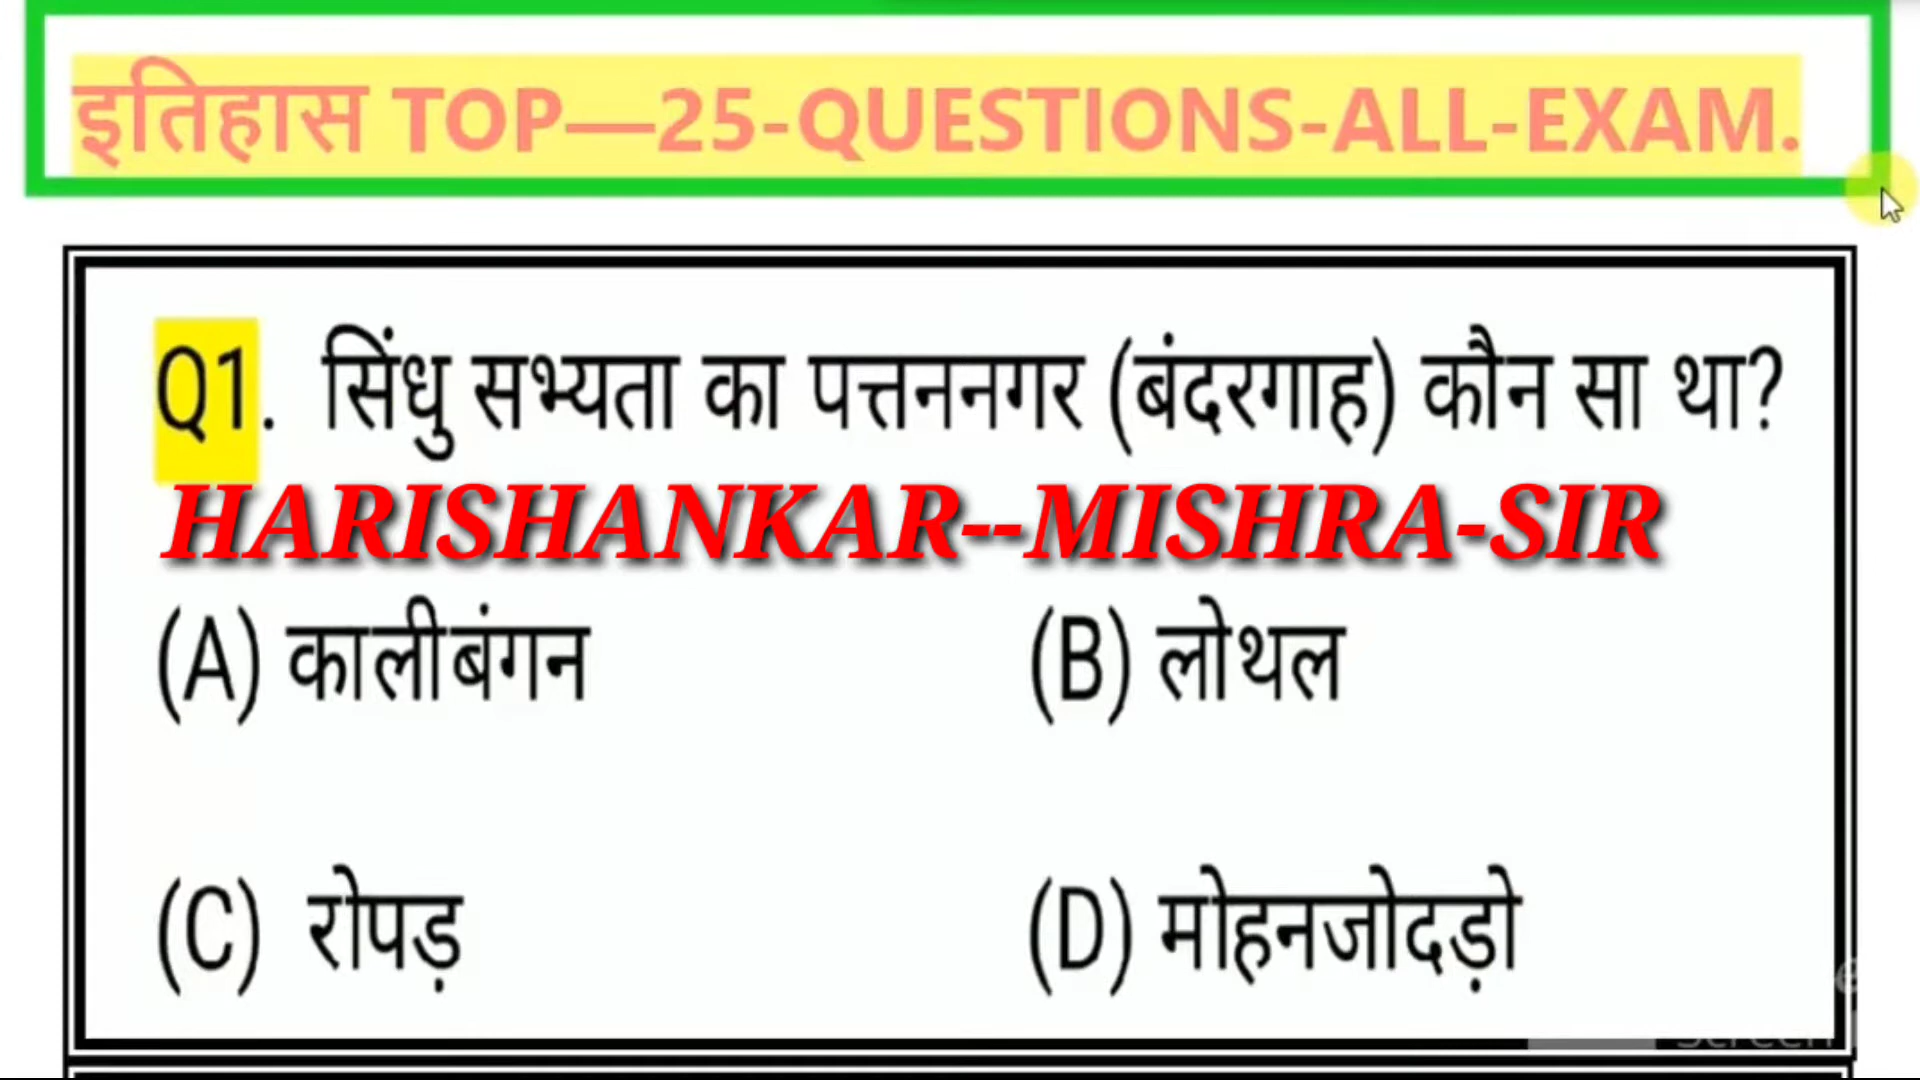 इतिहास TOP—25-QUESTIONS-ALL-EXAM.
Q1. सिंधु सभ्यता का पत्तननगर (बंदरगाह) कौन सा था?
HARISHANKAR--MISHRA-SIR
(A) कालीबंगन (B) लोथल
(C) रोपड़ (D) मोहनजोदड़ो